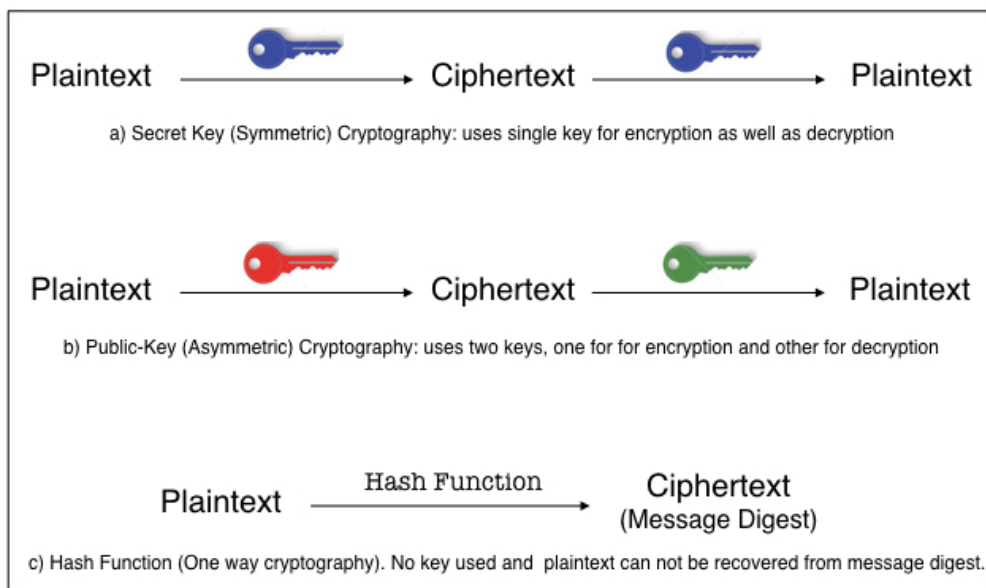 Plaintext Ciphertext Plaintext
a) Secret Key (Symmetric) Cryptography: uses single key for encryption as well as decryption
Plaintext Ciphertext Plaintext
b) Public-Key (Asymmetric) Cryptography: uses two keys, one for for encryption and other for decryption
Hash Function
Plaintext Ciphertext
(Message Digest)
c) Hash Function (One way cryptography). No key used and plaintext can not be recovered from message digest.